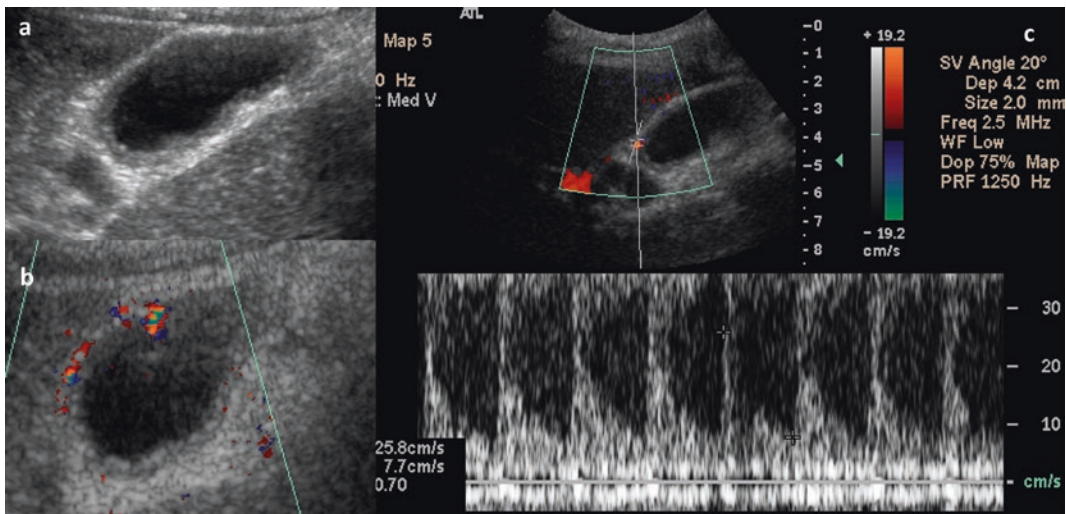 a
Map 5
0 Hz
: Med V
b
ATL
c
0
1
2
3
4
5
6
7
8
+ 19.2
- 19.2
cm/s
SV Angle 20°
Dep 4.2 cm
Size 2.0 mm
Freq 2.5 MHz
WF Low
Dop 75% Map
PRF 1250 Hz
30
20
10
cm/s
25.8cm/s
7.7cm/s
0.70